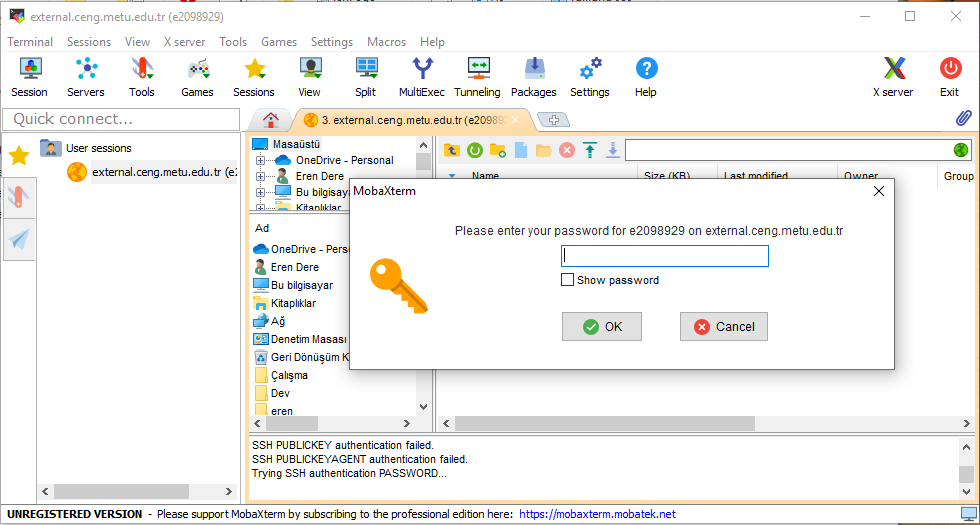 external.ceng.metu.edu.tr (e2098929)
Terminal Sessions View X server Tools Games Settings Macros Help
Session Servers Tools Games Sessions View Split MultiExec Tunneling Packages Settings Help X server Exit
Quick connect...
3. external.ceng.metu.edu.tr (e209892
User sessions
external.ceng.metu.edu.tr (e2
Masaüstü
OneDrive - Personal
Eren Dere
Bu bilgisa
Kitaplıklar
Name Size (KB) Last modified Owner Group
MobaXterm
Please enter your password for e2098929 on external.ceng.metu.edu.tr
Show password
OK Cancel
Ad
OneDrive - Pers
Eren Dere
Bu bilgisayar
Kitaplıklar
Ağ
Denetim Masası
Geri Dönüşüm K
Çalışma
Dev
eren
SSH PUBLICKEY authentication failed.
SSH PUBLICKEYAGENT authentication failed.
Trying SSH authentication PASSWORD...
UNREGISTERED VERSION - Please support MobaXterm by subscribing to the professional edition here: https://mobaxterm.mobatek.net